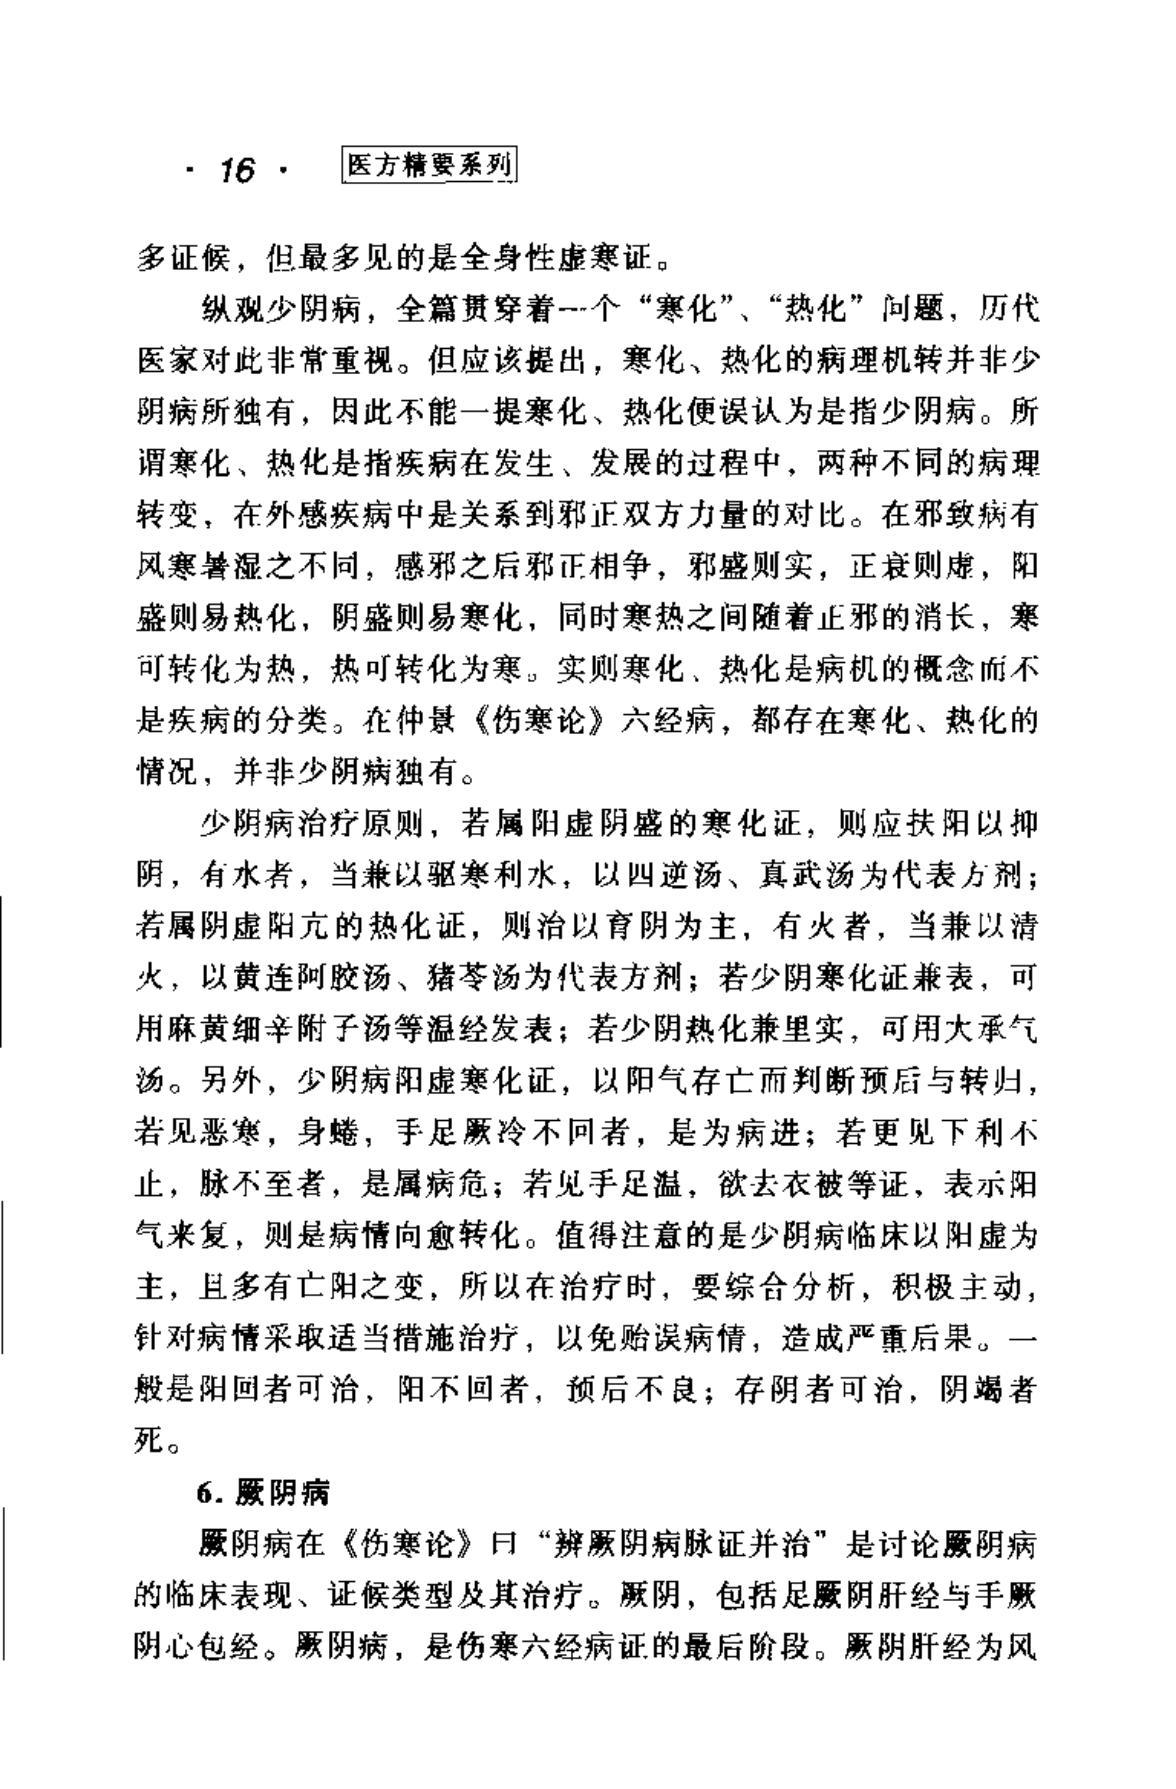 · 16 · 医方精要系列
多证候，但最多见的是全身性虚寒证。
纵观少阴病，全篇贯穿着一个“寒化”、“热化”问题，历代
医家对此非常重视。但应该提出，寒化、热化的病理机转并非少
阴病所独有，因此不能一提寒化、热化便误认为是指少阴病。所
谓寒化、热化是指疾病在发生、发展的过程中，两种不同的病理
转变，在外感疾病中是关系到邪正双方力量的对比。在邪致病有
风寒暑湿之不同，感邪之后邪正相争，邪盛则实，正衰则虚，阳
盛则易热化，阴盛则易寒化，同时寒热之间随着正邪的消长，寒
可转化为热，热可转化为寒。实则寒化、热化是病机的概念而不
是疾病的分类。在仲景《伤寒论》六经病，都存在寒化、热化的
情况，并非少阴病独有。
少阴病治疗原则，若属阳虚阴盛的寒化证，则应扶阳以抑
阴，有水者，当兼以驱寒利水，以四逆汤、真武汤为代表方剂；
若属阴虚阳亢的热化证，则治以育阴为主，有火者，当兼以清
火，以黄连阿胶汤、猪苓汤为代表方剂；若少阴寒化证兼表，可
用麻黄细辛附子汤等温经发表；若少阴热化兼里实，可用大承气
汤。另外，少阴病阳虚寒化证，以阳气存亡而判断预后与转归，
若见恶寒，身蜷，手足厥冷不回者，是为病进；若更见下利不
止，脉不至者，是属病危；若见手足温，欲去衣被等证，表示阳
气来复，则是病情向愈转化。值得注意的是少阴病临床以阳虚为
主，且多有亡阳之变，所以在治疗时，要综合分析，积极主动，
针对病情采取适当措施治疗，以免贻误病情，造成严重后果。一
般是阳回者可治，阳不回者，预后不良；存阴者可治，阴竭者
死。
6. 厥阴病
厥阴病在《伤寒论》曰“辨厥阴病脉证并治”是讨论厥阴病
的临床表现、证候类型及其治疗。厥阴，包括足厥阴肝经与手厥
阴心包经。厥阴病，是伤寒六经病证的最后阶段。厥阴肝经为风